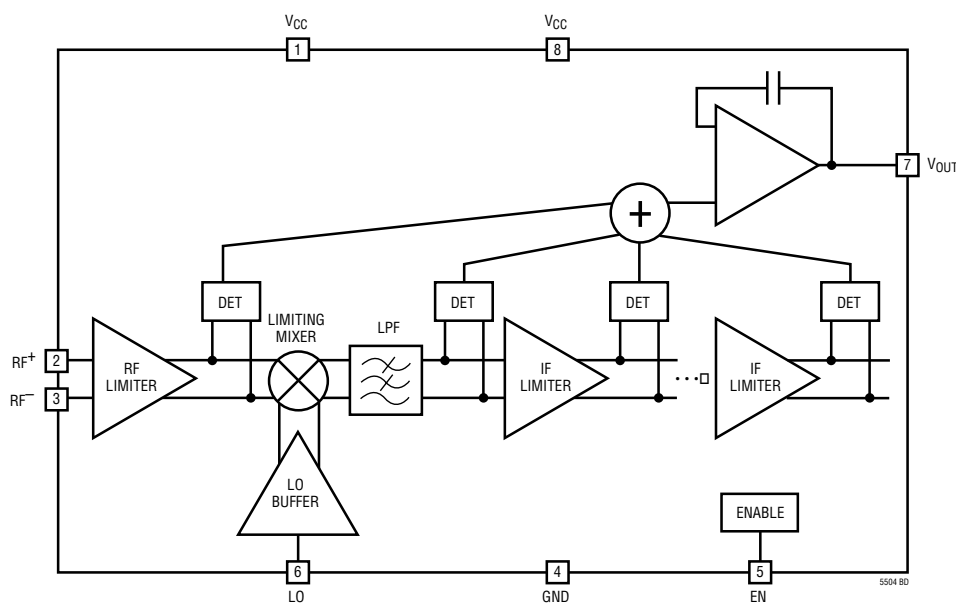 VCC
VCC
1
8
7
VOUT
+
DET
DET
DET
DET
LIMITING
MIXER
LPF
RF+
2
RF−
3
RF
LIMITER
IF
LIMITER
...
IF
LIMITER
LO
BUFFER
ENABLE
6
4
5
LO
GND
EN
5504 BD